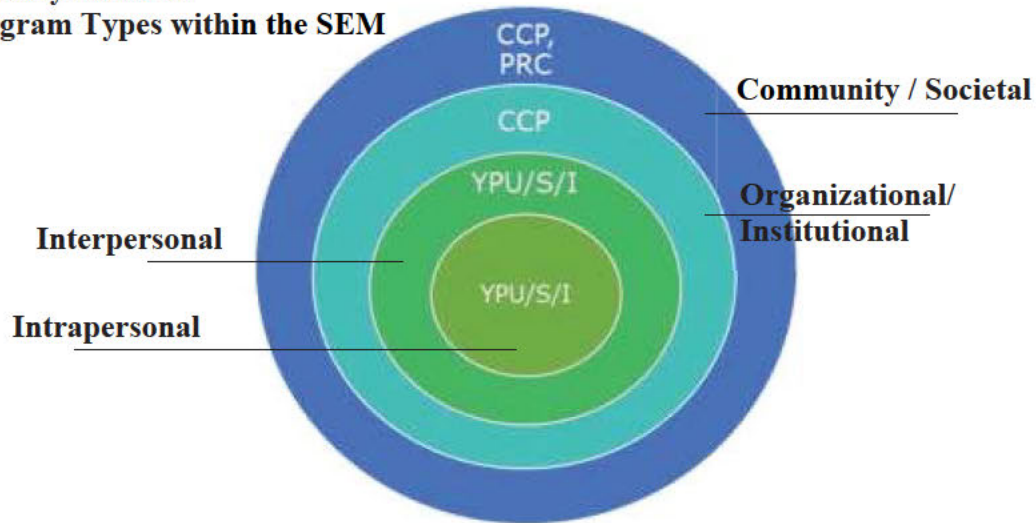 gram Types within the SEM
CCP,
PRC
Community / Societal
CCP
YPU/S/I
Organizational/
Institutional
Interpersonal
YPU/S/I
Intrapersonal